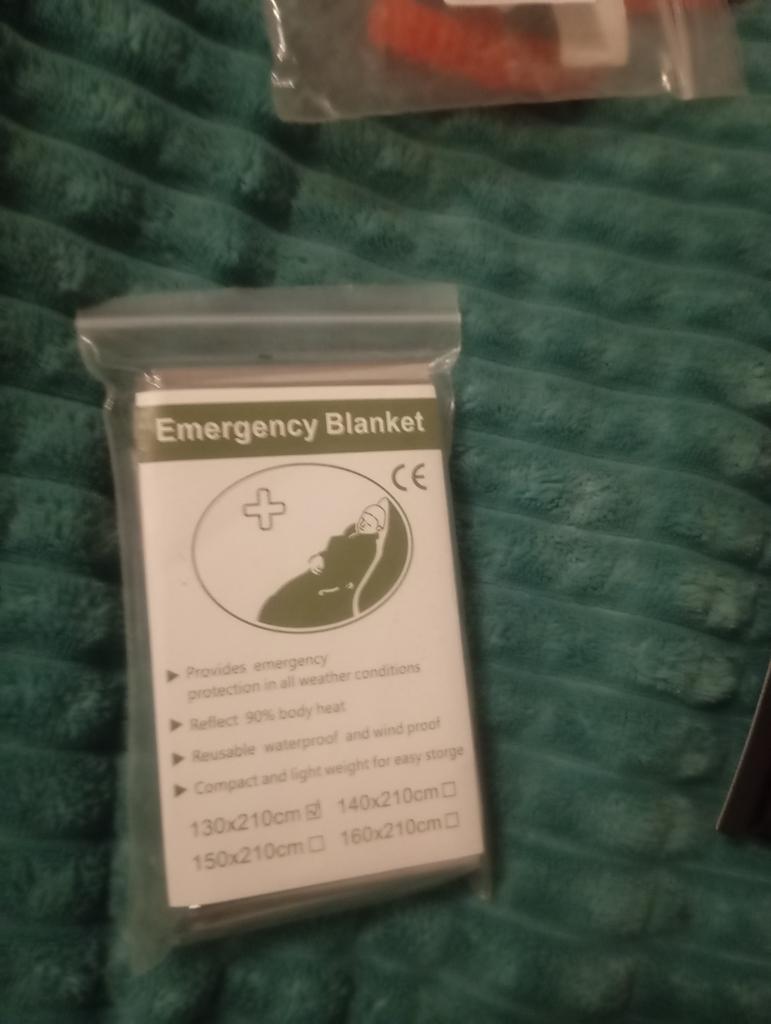 Emergency Blanket
CE
▶ Provides emergency
protection in all weather conditions
▶ Reflect 90% body heat
▶ Reusable waterproof and wind proof
▶ Compact and light weight for easy storge
130x210cm ☑ 140x210cm ☐
150x210cm ☐ 160x210cm ☐